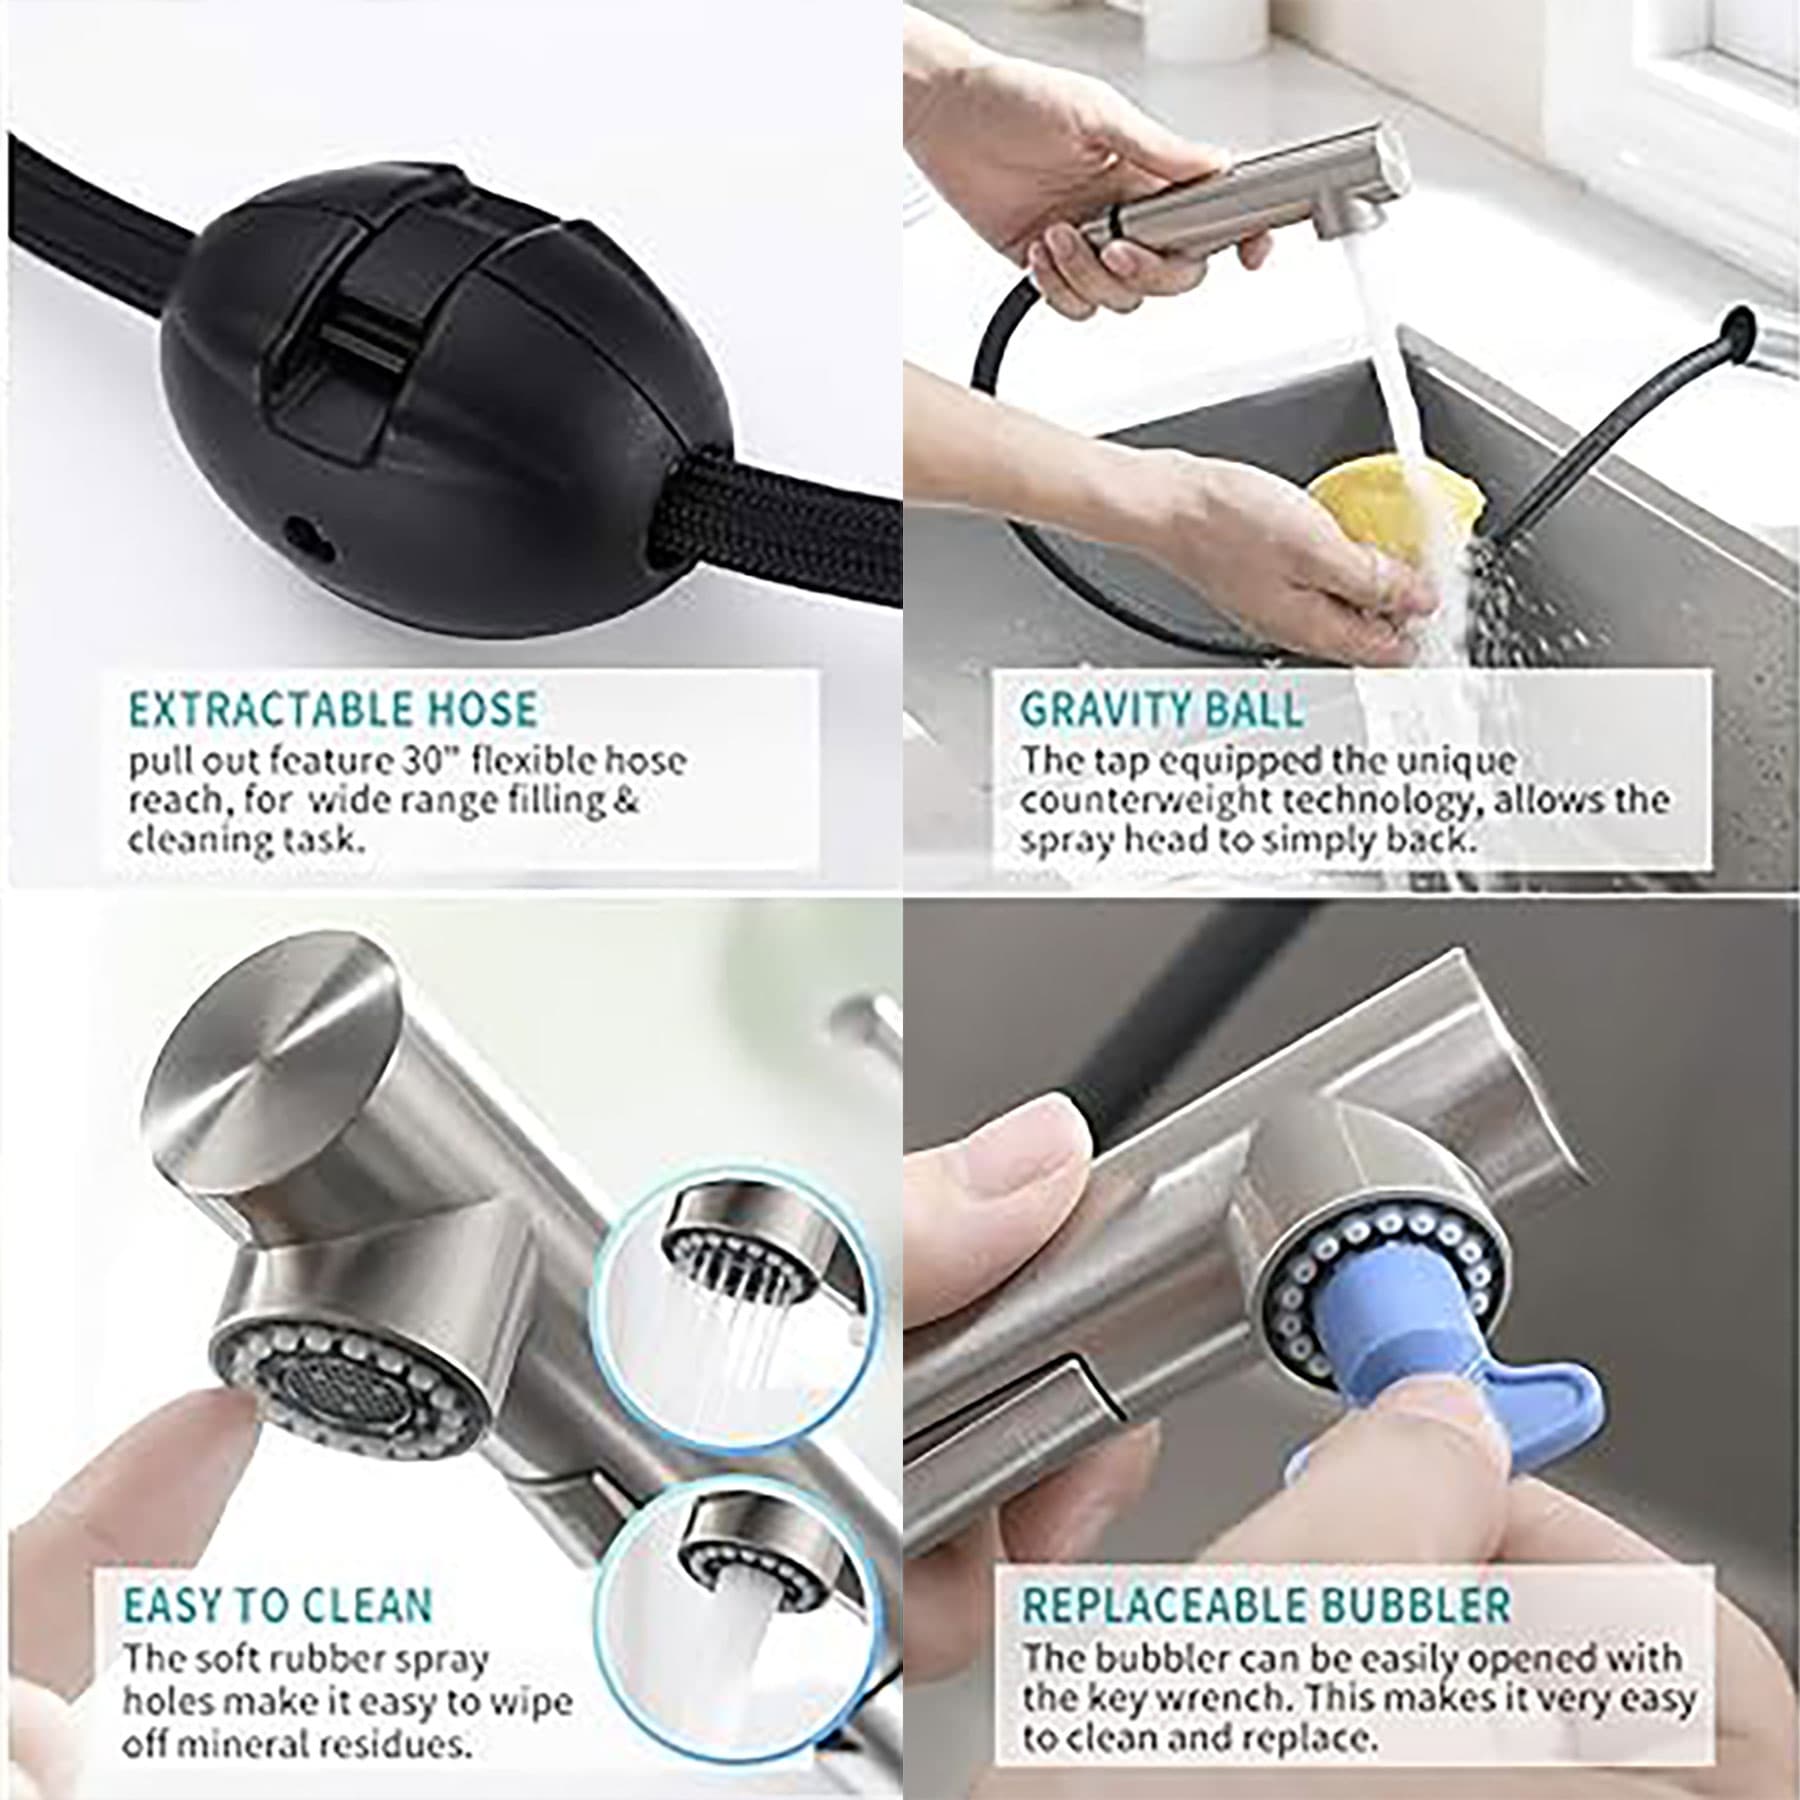 EXTRACTABLE HOSE
pull out feature 30" flexible hose
reach, for wide range filling &
cleaning task.
GRAVITY BALL
The tap equipped the unique
counterweight technology, allows the
spray head to simply back.
EASY TO CLEAN
The soft rubber spray
holes make it easy to wipe
off mineral residues.
REPLACEABLE BUBBLER
The bubbler can be easily opened with
the key wrench. This makes it very easy
to clean and replace.